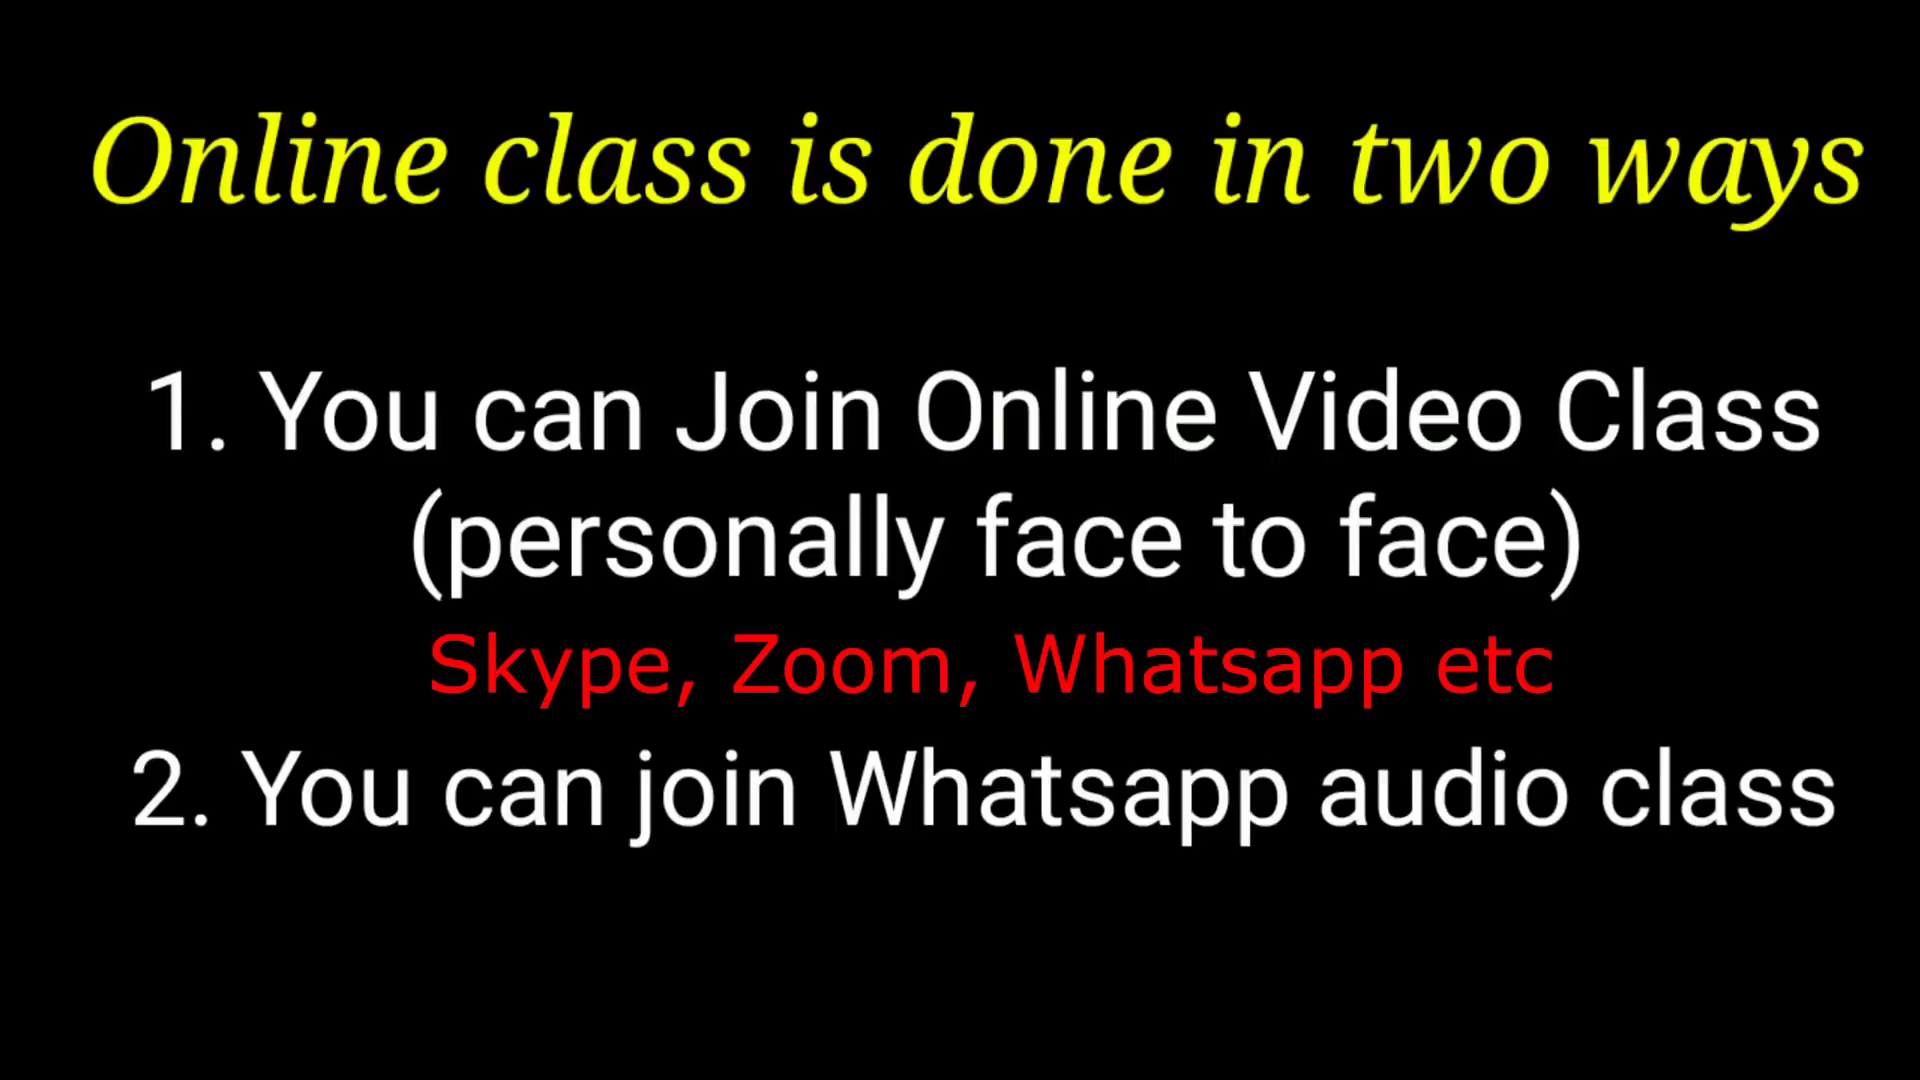 Online class is done in two ways
1. You can Join Online Video Class
(personally face to face)
Skype, Zoom, Whatsapp etc
2. You can join Whatsapp audio class